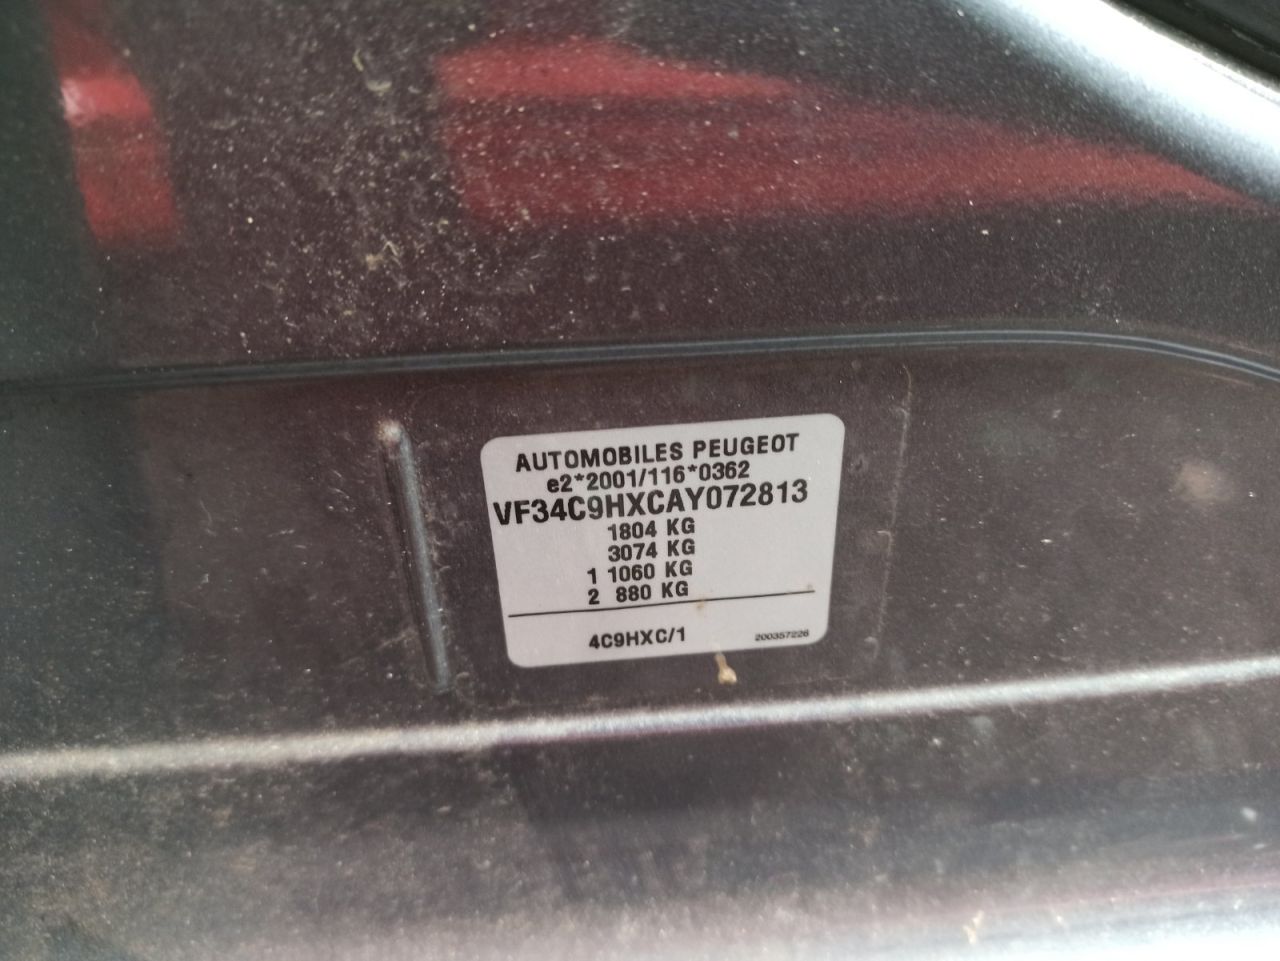 AUTOMOBILES PEUGEOT
e2*2001/116*0362
VF34C9HXCAY072813
1804 KG
3074 KG
1 1060 KG
2 880 KG
4C9HXC/1 200357226